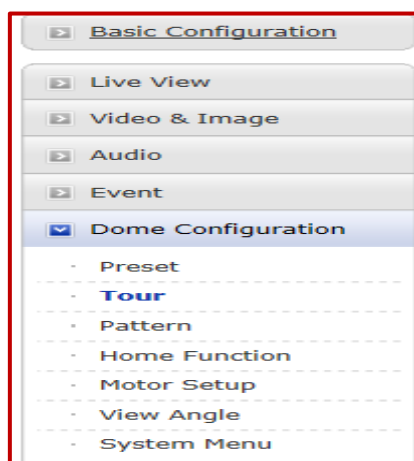 Basic Configuration
Live View
Video & Image
Audio
Event
Dome Configuration
Preset
Tour
Pattern
Home Function
Motor Setup
View Angle
System Menu